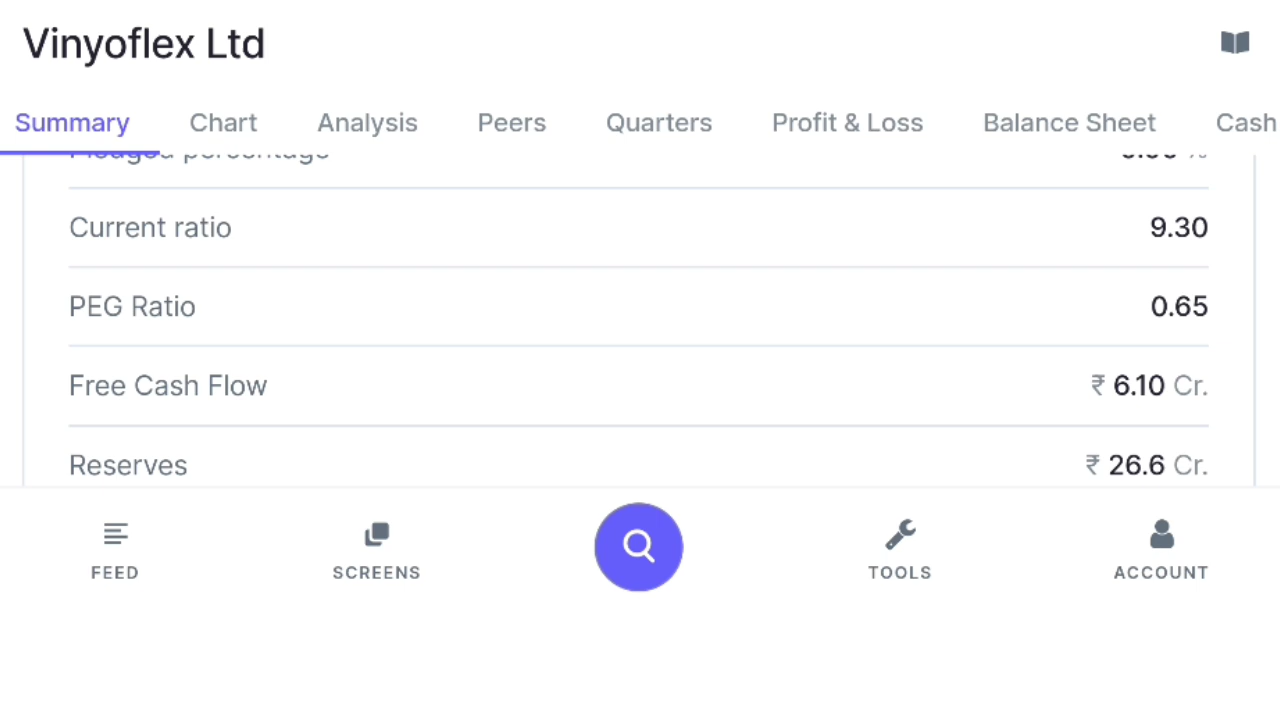 Vinyoflex Ltd
Summary Chart Analysis Peers Quarters Profit & Loss Balance Sheet Cash
Current ratio 9.30
PEG Ratio 0.65
Free Cash Flow ₹ 6.10 Cr.
Reserves ₹ 26.6 Cr.
FEED SCREENS TOOLS ACCOUNT